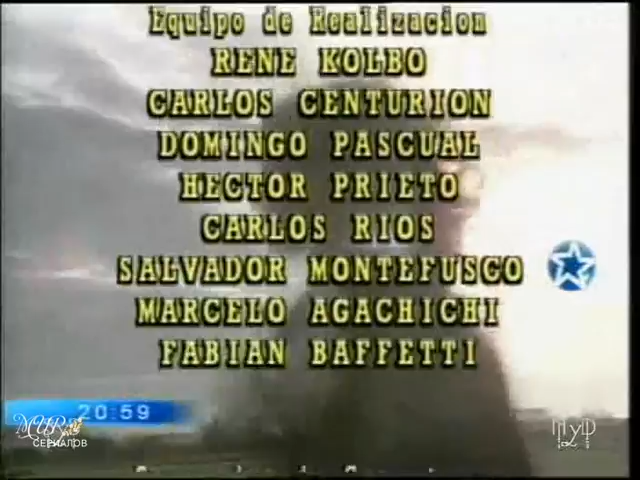 Equipo de Realizacion
RENE KOLBO
CARLOS CENTURION
DOMINGO PASCUAL
HECTOR PRIETO
CARLOS RIOS
SALVADOR MONTEFUSCO
MARCELO AGACHICHI
FABIAN BAFFETTI
20:59
СЕРИАЛОВ